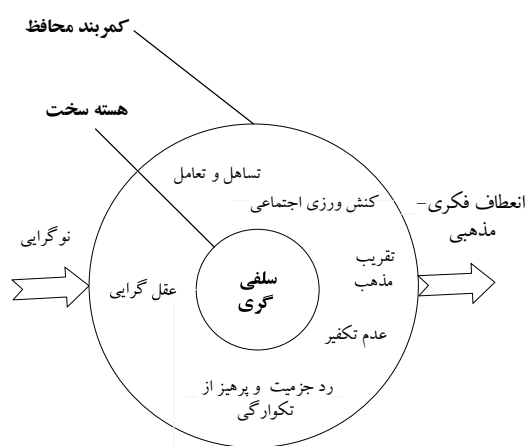 کمربند محافظ
هسته سخت
تساهل و تعامل
کنش ورزی اجتماعی
انعطاف فکری-
مذهبی
نوگرایی
تقریب
مذهب
سلفی
گری
عقل گرایی
عدم تکفیر
رد جزمیت و پرهیز از
تکوارگی